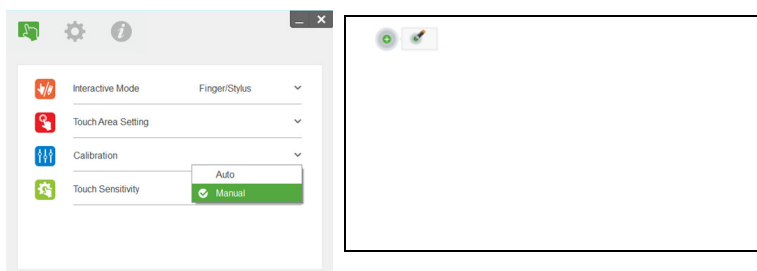 Interactive Mode Finger/Stylus
Touch Area Setting
Calibration
Auto
Touch Sensitivity
Manual